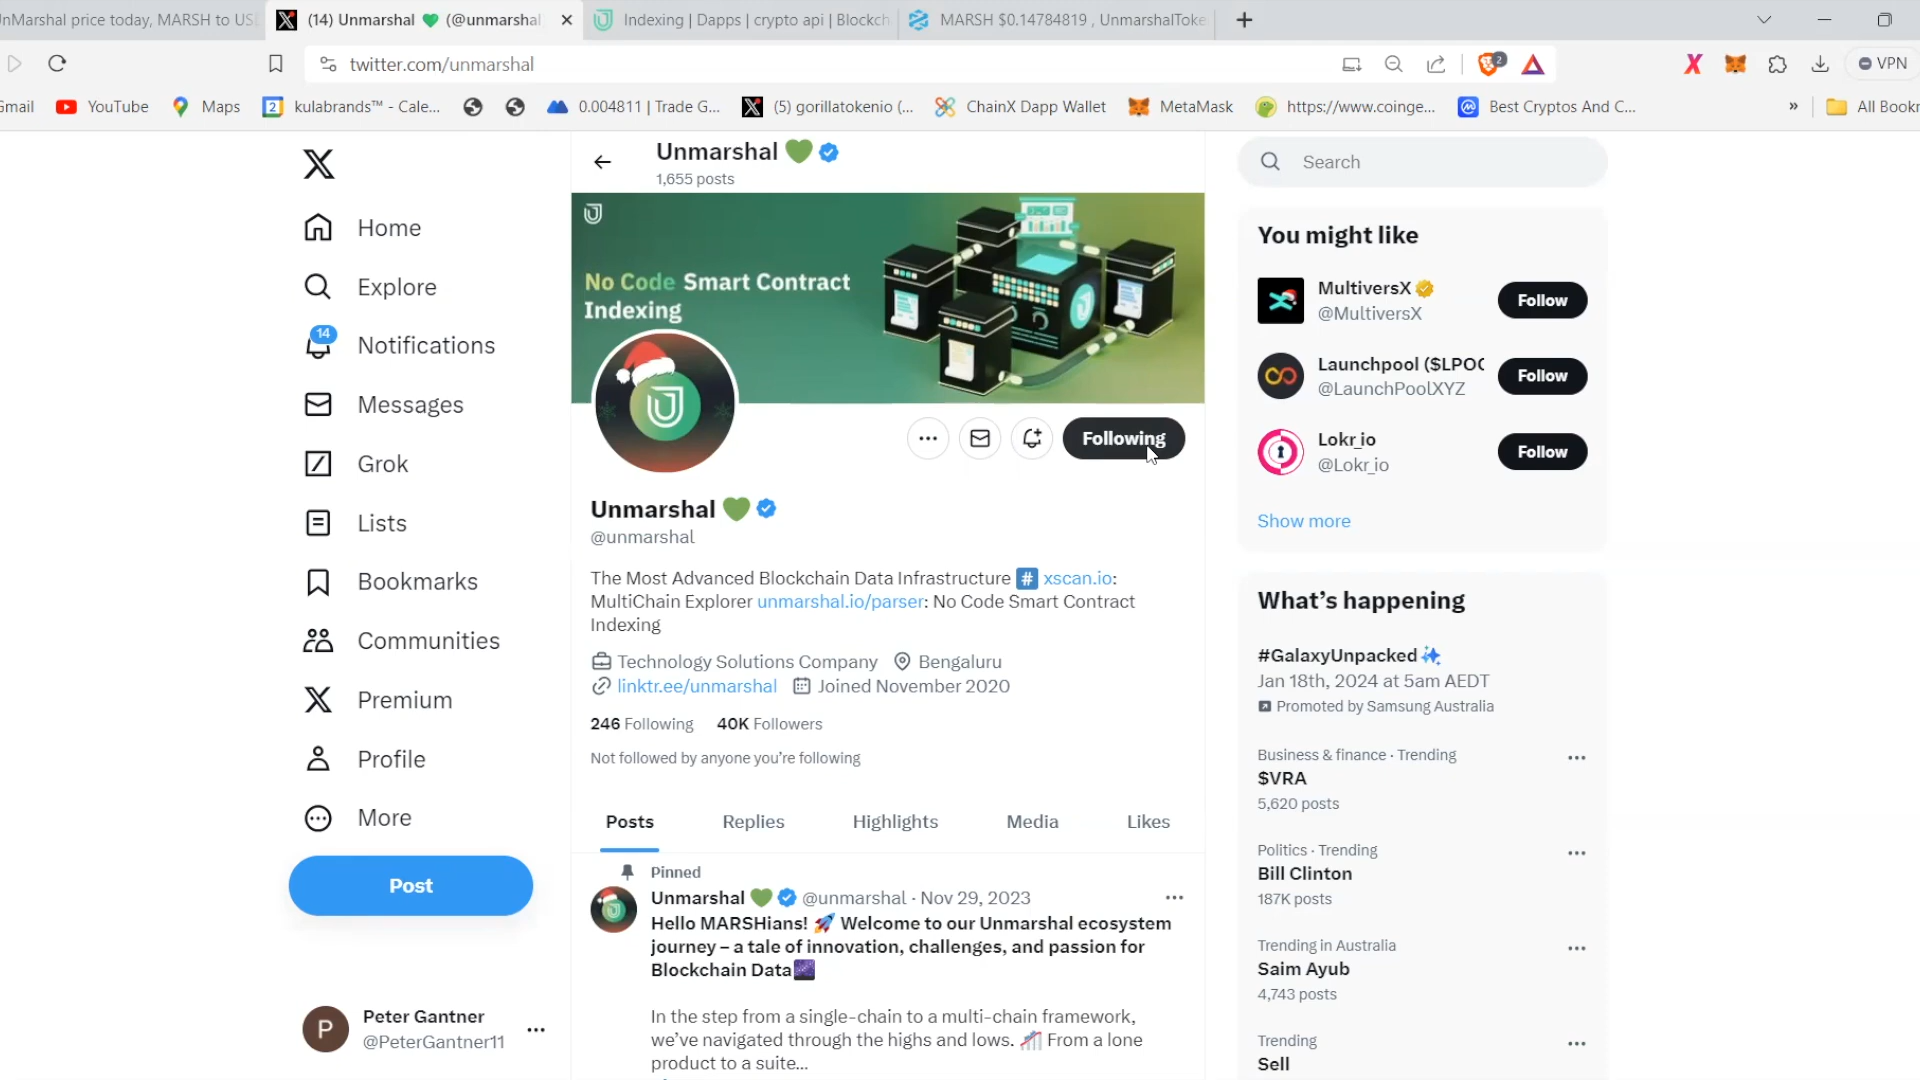 nMarshal price today, MARSH to US
(14) Unmarshal 💚 (@unmarshal
Indexing | Dapps | crypto api | Blockch
MARSH $0.14784819 , UnmarshalToke
twitter.com/unmarshal
2
VPN
Gmail
YouTube
Maps
2
kulabrands™ - Cale...
0.004811 | Trade G...
(5) gorillatokenio (...
ChainX Dapp Wallet
MetaMask
https://www.coinge...
Best Cryptos And C...
»
All Bookm
Unmarshal 💚
1,655 posts
Search
No Code Smart Contract
Indexing
Home
Explore
14
Notifications
Messages
Grok
Lists
Bookmarks
Communities
Premium
Profile
More
Post
P
Peter Gantner
@PeterGantner11
Following
Unmarshal 💚
@unmarshal
The Most Advanced Blockchain Data Infrastructure #️⃣ xscan.io:
MultiChain Explorer unmarshal.io/parser: No Code Smart Contract
Indexing
Technology Solutions Company Bengaluru
linktr.ee/unmarshal Joined November 2020
246 Following 40K Followers
Not followed by anyone you're following
Posts Replies Highlights Media Likes
Pinned
Unmarshal 💚 @unmarshal · Nov 29, 2023
Hello MARSHians! 🚀 Welcome to our Unmarshal ecosystem
journey – a tale of innovation, challenges, and passion for
Blockchain Data🌌
In the step from a single-chain to a multi-chain framework,
we've navigated through the highs and lows. 🎢 From a lone
product to a suite...
You might like
MultiversX
@MultiversX
Follow
Launchpool ($LPOO
@LaunchPoolXYZ
Follow
Lokr_io
@Lokr_io
Follow
Show more
What's happening
#GalaxyUnpacked✨
Jan 18th, 2024 at 5am AEDT
Promoted by Samsung Australia
Business & finance · Trending
$VRA
5,620 posts
Politics · Trending
Bill Clinton
187K posts
Trending in Australia
Saim Ayub
4,743 posts
Trending
Sell